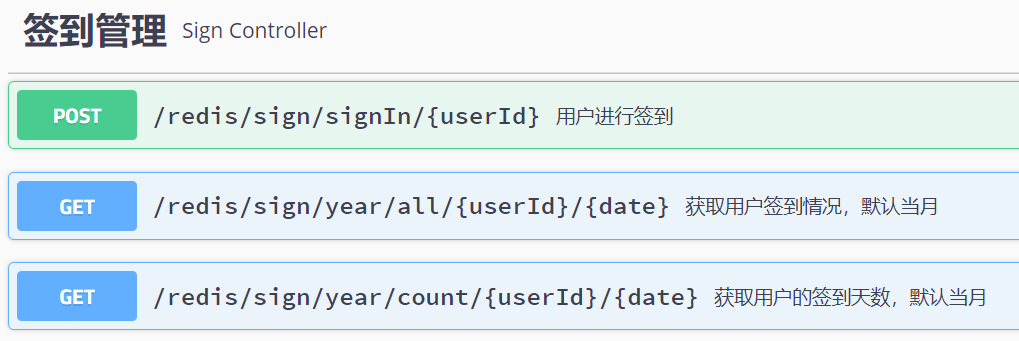 签到管理 Sign Controller
POST /redis/sign/signIn/{userId} 用户进行签到
GET /redis/sign/year/all/{userId}/{date} 获取用户签到情况，默认当月
GET /redis/sign/year/count/{userId}/{date} 获取用户的签到天数，默认当月